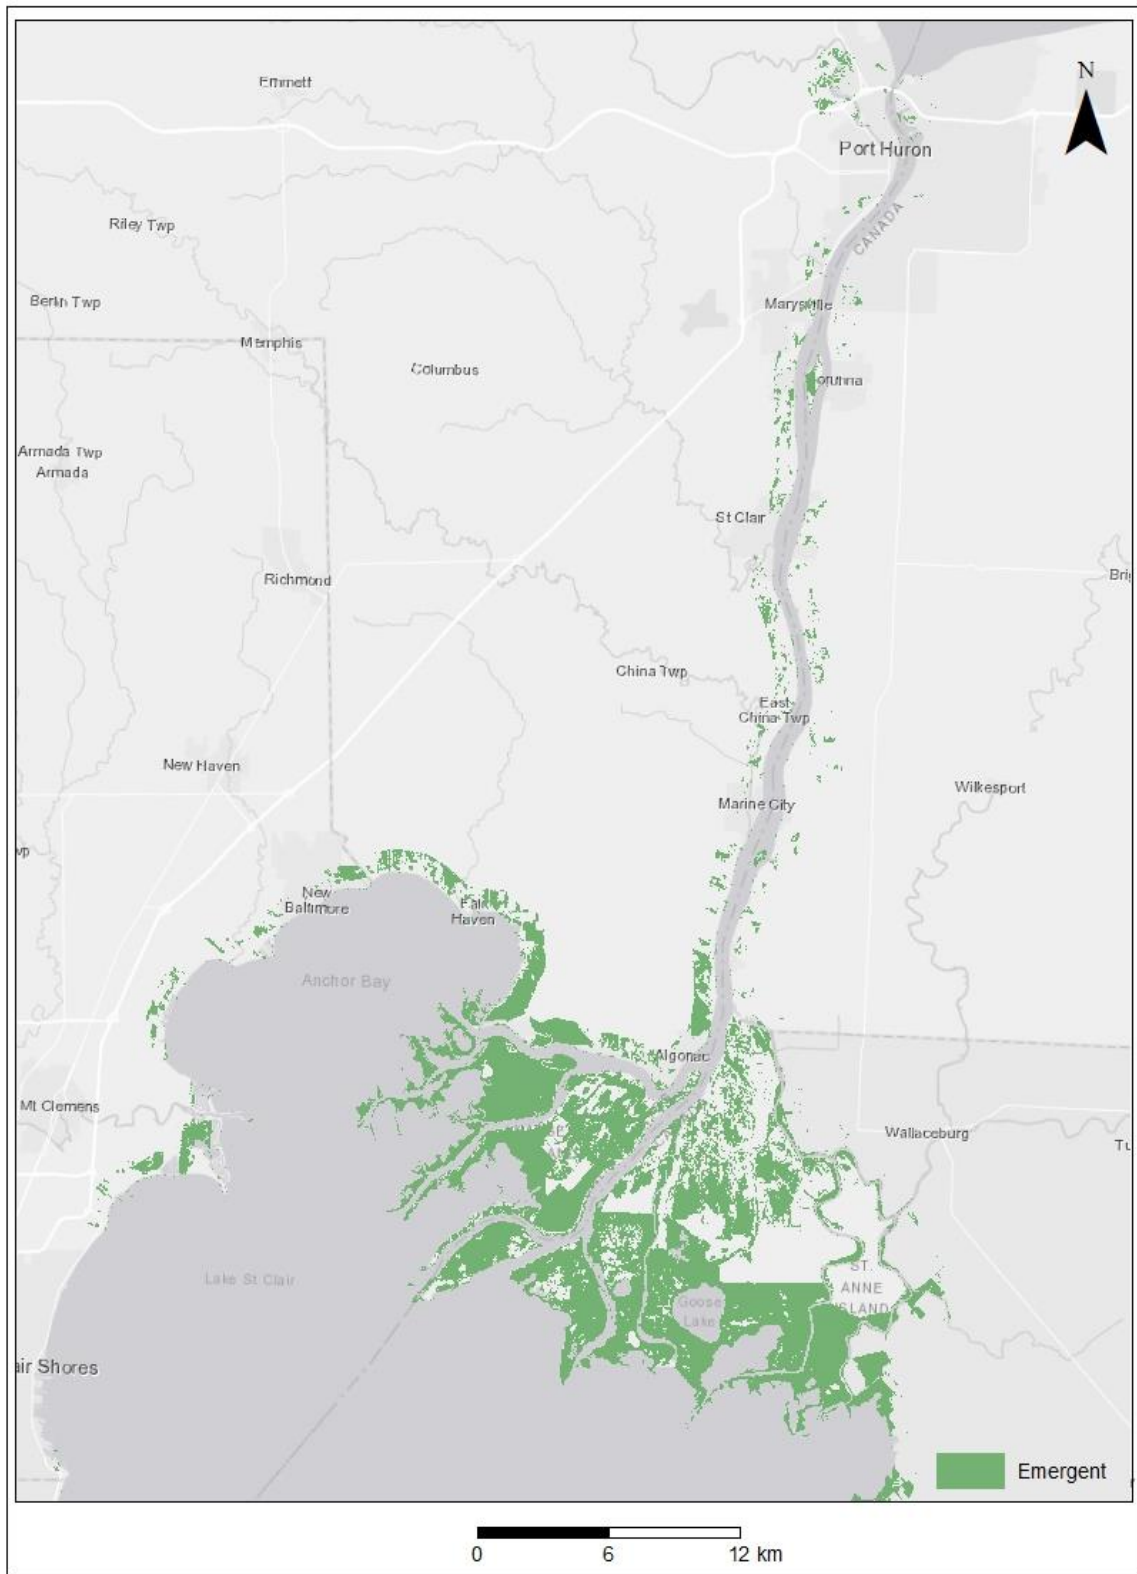 Emmett
N
Port Huron
Riley Twp
CANADA
Berlin Twp
Marysville
Memphis
Columbus
Armada Twp
Armada
St Clair
Richmond
China Twp
East
China Twp
New Haven
Wilkesport
Marine City
New
Baltimore
Haven
Anchor Bay
Algonac
Mt Clemens
Wallaceburg
Lake St Clair
ST.
ANNE
ISLAND
Goose
Lake
air Shores
Emergent
0 6 12 km